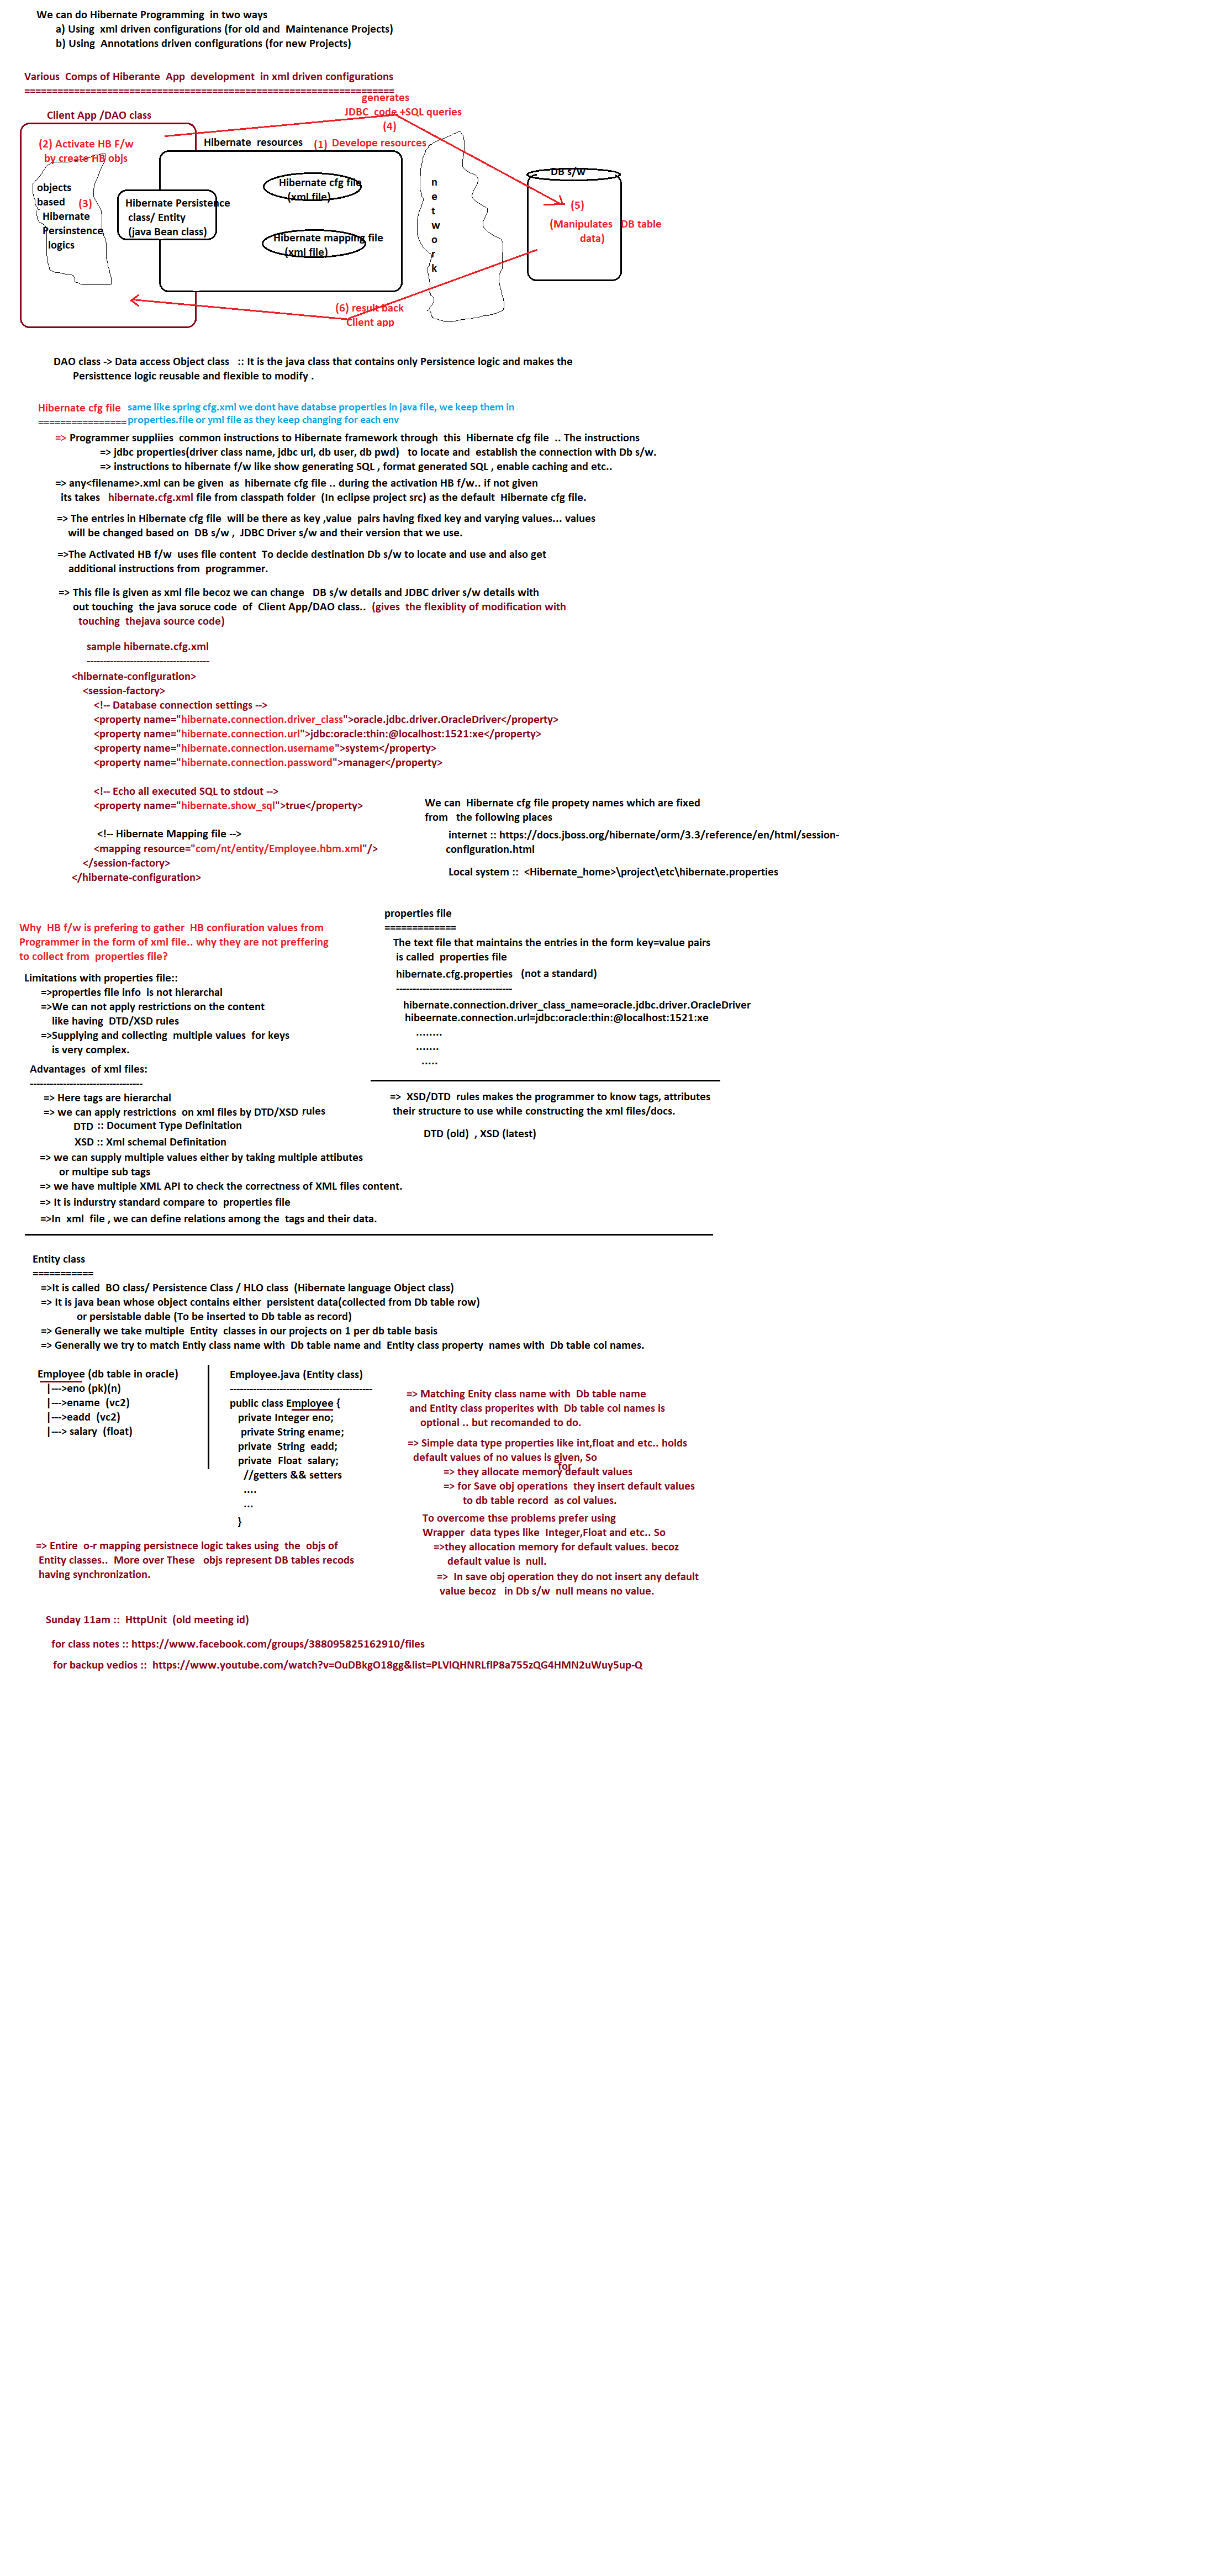 We can do Hibernate Programming in two ways
a) Using xml driven configurations (for old and Maintenance Projects)
b) Using Annotations driven configurations (for new Projects)
Various Comps of Hiberante App development in xml driven configurations
====================================================================
generates
JDBC code +SQL queries
(4)
Client App /DAO class
(2) Activate HB F/w
by create HB objs
Hibernate resources (1) Develope resources
objects
based (3)
Hibernate
Persinstence
logics
Hibernate Persistence
class/ Entity
(java Bean class)
Hibernate cfg file
(xml file)
Hibernate mapping file
(xml file)
n
e
t
w
o
r
k
DB s/w
(5)
(Manipulates DB table
data)
(6) result back
Client app
DAO class -> Data access Object class :: It is the java class that contains only Persistence logic and makes the
Persisttence logic reusable and flexible to modify .
Hibernate cfg file same like spring cfg.xml we dont have databse properties in java file, we keep them in
================ properties.file or yml file as they keep changing for each env
=> Programmer suppliies common instructions to Hibernate framework through this Hibernate cfg file .. The instructions
=> jdbc properties(driver class name, jdbc url, db user, db pwd) to locate and establish the connection with Db s/w.
=> instructions to hibernate f/w like show generating SQL , format generated SQL , enable caching and etc..
=> any<filename>.xml can be given as hibernate cfg file .. during the activation HB f/w.. if not given
its takes hibernate.cfg.xml file from classpath folder (In eclipse project src) as the default Hibernate cfg file.
=> The entries in Hibernate cfg file will be there as key ,value pairs having fixed key and varying values... values
will be changed based on DB s/w , JDBC Driver s/w and their version that we use.
=>The Activated HB f/w uses file content To decide destination Db s/w to locate and use and also get
additional instructions from programmer.
=> This file is given as xml file becoz we can change DB s/w details and JDBC driver s/w details with
out touching the java soruce code of Client App/DAO class.. (gives the flexiblity of modification with
touching thejava source code)
sample hibernate.cfg.xml
-------------------------------------
<hibernate-configuration>
<session-factory>
<!-- Database connection settings -->
<property name="hibernate.connection.driver_class">oracle.jdbc.driver.OracleDriver</property>
<property name="hibernate.connection.url">jdbc:oracle:thin:@localhost:1521:xe</property>
<property name="hibernate.connection.username">system</property>
<property name="hibernate.connection.password">manager</property>
<!-- Echo all executed SQL to stdout -->
<property name="hibernate.show_sql">true</property>
<!-- Hibernate Mapping file -->
<mapping resource="com/nt/entity/Employee.hbm.xml"/>
</session-factory>
</hibernate-configuration>
We can Hibernate cfg file propety names which are fixed
from the following places
internet :: https://docs.jboss.org/hibernate/orm/3.3/reference/en/html/session-
configuration.html
Local system :: <Hibernate_home>\project\etc\hibernate.properties
Why HB f/w is prefering to gather HB confiuration values from
Programmer in the form of xml file.. why they are not preffering
to collect from properties file?
Limitations with properties file::
=>properties file info is not hierarchal
=>We can not apply restrictions on the content
like having DTD/XSD rules
=>Supplying and collecting multiple values for keys
is very complex.
properties file
=============
The text file that maintains the entries in the form key=value pairs
is called properties file
hibernate.cfg.properties (not a standard)
-----------------------------------
hibernate.connection.driver_class_name=oracle.jdbc.driver.OracleDriver
hibeernate.connection.url=jdbc:oracle:thin:@localhost:1521:xe
........
.......
.....
Advantages of xml files:
----------------------------------
=> Here tags are hierarchal
=> we can apply restrictions on xml files by DTD/XSD rules
DTD :: Document Type Definitation
XSD :: Xml schemal Definitation
=> we can supply multiple values either by taking multiple attibutes
or multipe sub tags
=> we have multiple XML API to check the correctness of XML files content.
=> It is indurstry standard compare to properties file
=>In xml file , we can define relations among the tags and their data.
=> XSD/DTD rules makes the programmer to know tags, attributes
their structure to use while constructing the xml files/docs.
DTD (old) , XSD (latest)
Entity class
===========
=>It is called BO class/ Persistence Class / HLO class (Hibernate language Object class)
=> It is java bean whose object contains either persistent data(collected from Db table row)
or persistable dable (To be inserted to Db table as record)
=> Generally we take multiple Entity classes in our projects on 1 per db table basis
=> Generally we try to match Entiy class name with Db table name and Entity class property names with Db table col names.
Employee (db table in oracle)
|--->eno (pk)(n)
|--->ename (vc2)
|--->eadd (vc2)
|---> salary (float)
Employee.java (Entity class)
-------------------------------------------
public class Employee {
private Integer eno;
private String ename;
private String eadd;
private Float salary;
//getters && setters
....
...
}
=> Matching Enity class name with Db table name
and Entity class properites with Db table col names is
optional .. but recomanded to do.
=> Simple data type properties like int,float and etc.. holds
default values of no values is given, So
for
=> they allocate memory default values
=> for Save obj operations they insert default values
to db table record as col values.
To overcome thse problems prefer using
Wrapper data types like Integer,Float and etc.. So
=>they allocation memory for default values. becoz
default value is null.
=> In save obj operation they do not insert any default
value becoz in Db s/w null means no value.
=> Entire o-r mapping persistnece logic takes using the objs of
Entity classes.. More over These objs represent DB tables recods
having synchronization.
Sunday 11am :: HttpUnit (old meeting id)
for class notes :: https://www.facebook.com/groups/388095825162910/files
for backup vedios :: https://www.youtube.com/watch?v=OuDBkgO18gg&list=PLVlQHNRLflP8a755zQG4HMN2uWuy5up-Q